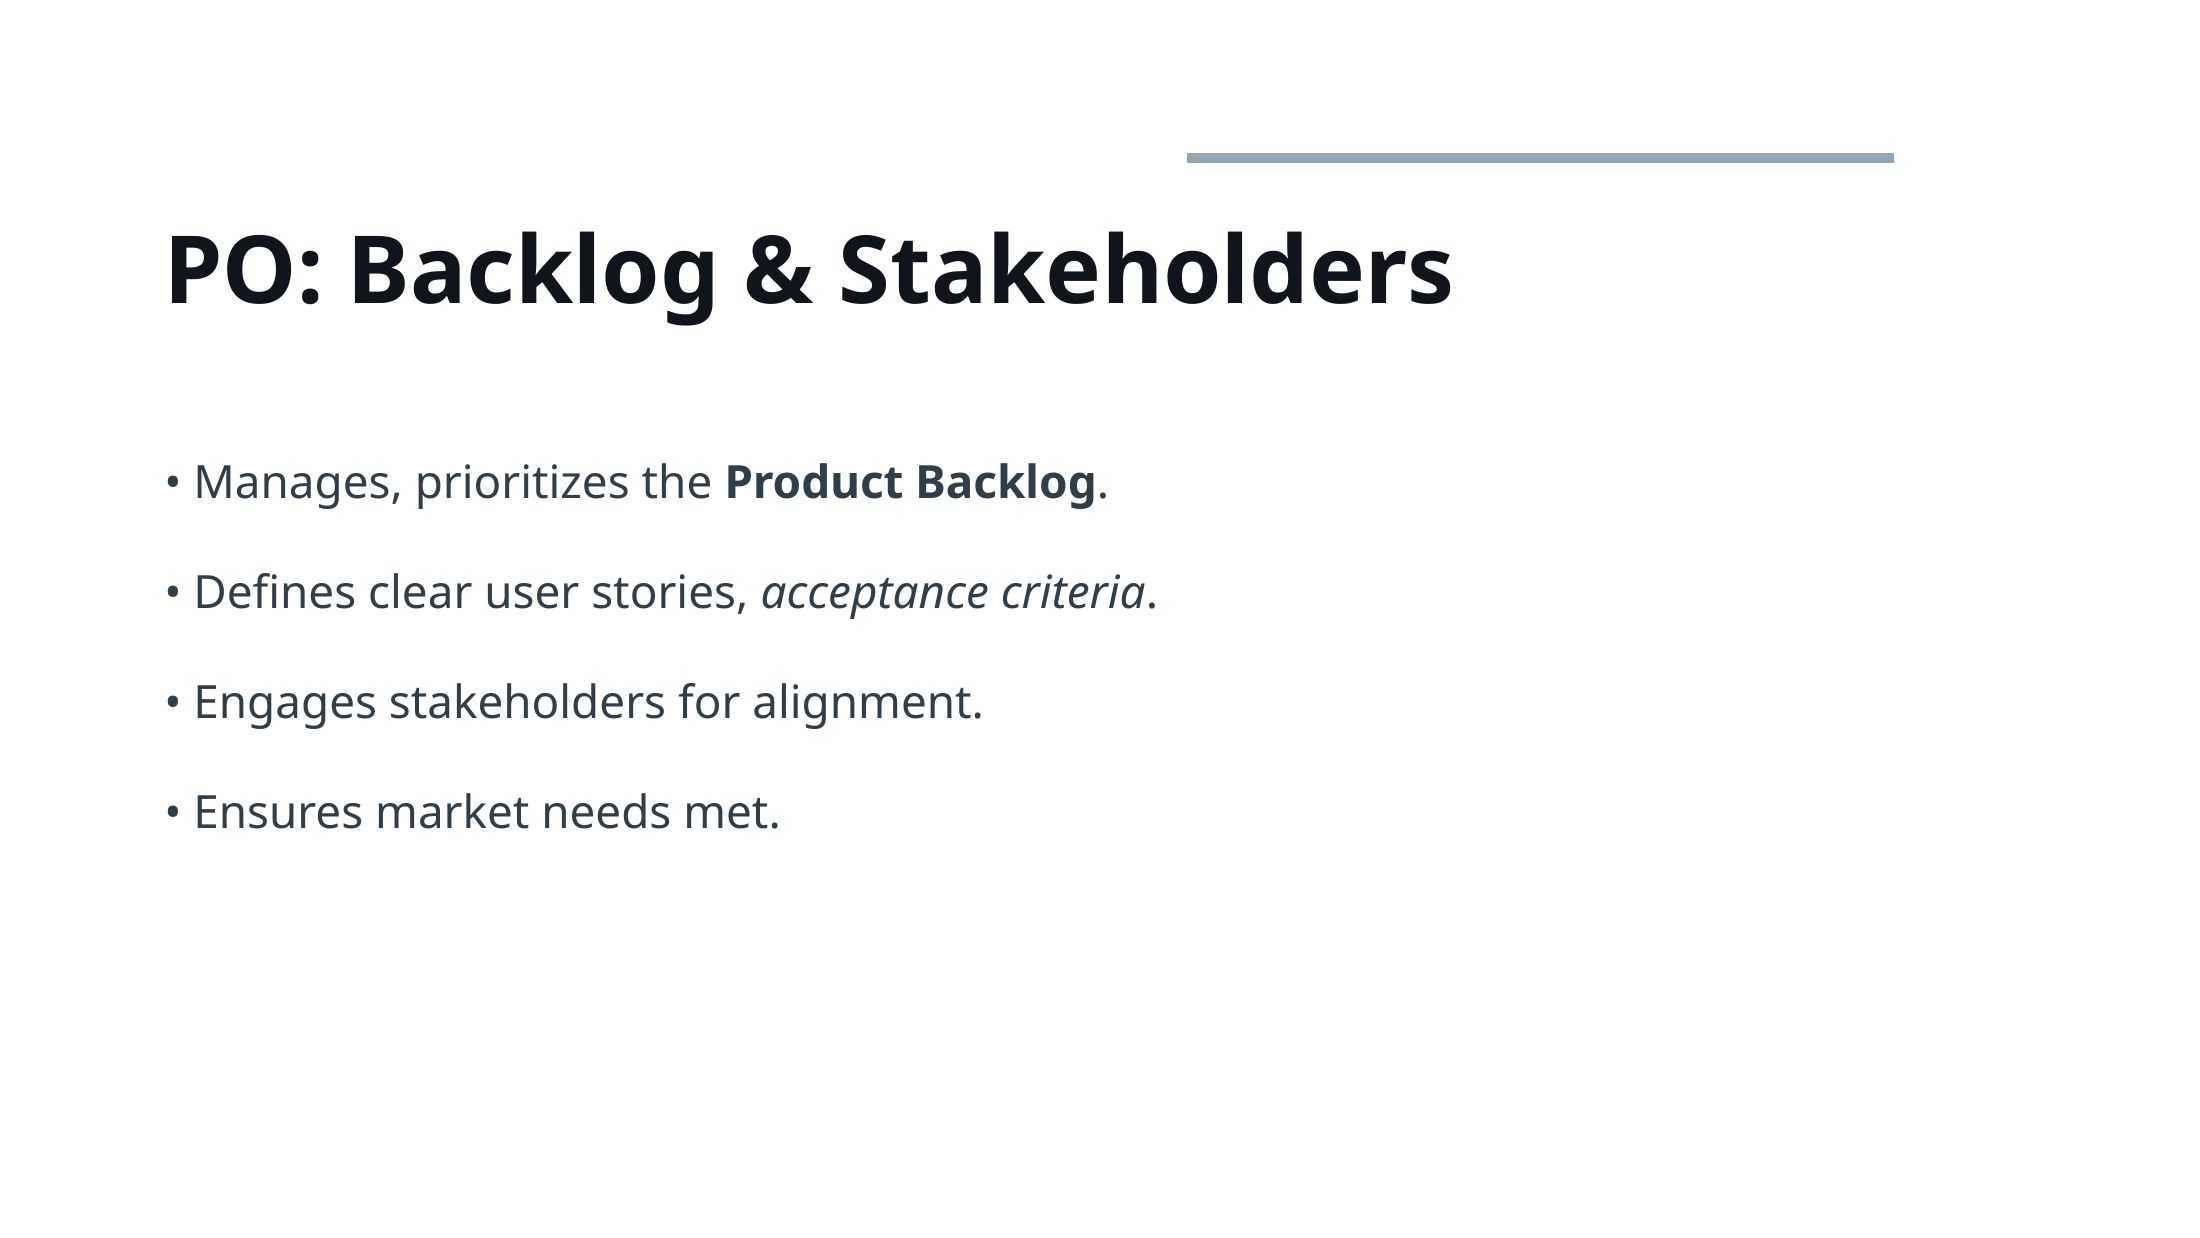 PO: Backlog & Stakeholders
• Manages, prioritizes the Product Backlog.
• Defines clear user stories, acceptance criteria.
• Engages stakeholders for alignment.
• Ensures market needs met.